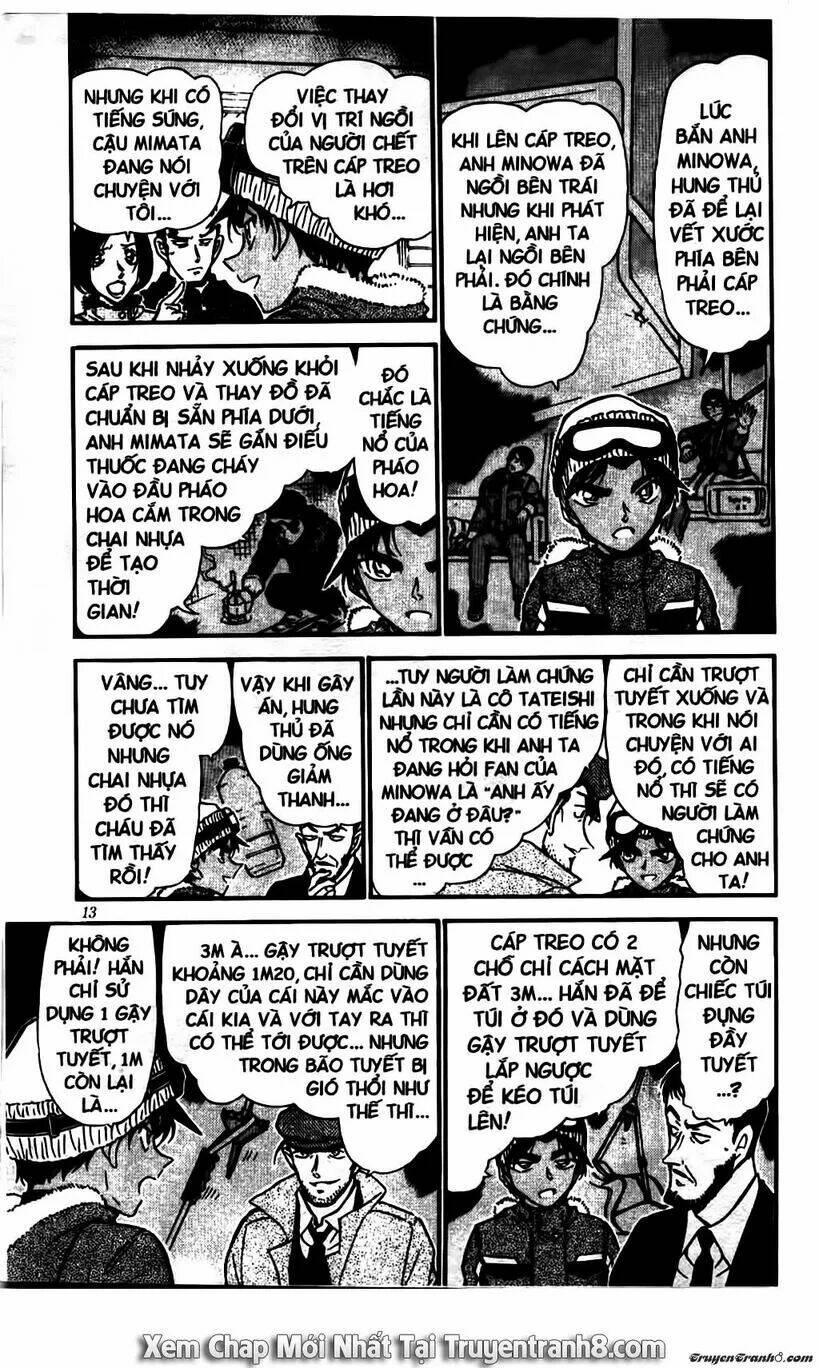 LÚC
BẮN ANH
MINOWA,
HUNG THỦ
ĐÃ ĐỂ LẠI
VẾT XƯỚC
PHÍA BÊN
PHẢI CÁP
TREO...
KHI LÊN CÁP TREO,
ANH MINOWA ĐÃ
NGỒI BÊN TRÁI
NHƯNG KHI PHÁT
HIỆN, ANH TA
LẠI NGỒI BÊN
PHẢI. ĐÓ CHÍNH
LÀ BẰNG
CHỨNG...
VIỆC THAY
ĐỔI VỊ TRÍ NGỒI
CỦA NGƯỜI CHẾT
TRÊN CÁP TREO
LÀ HƠI
KHÓ...
NHƯNG KHI CÓ
TIẾNG SÚNG,
CẬU MIMATA
ĐANG NÓI
CHUYỆN VỚI
TÔI...
ĐÓ
CHẮC LÀ
TIẾNG
NỔ CỦA
PHÁO
HOA!
SAU KHI NHẢY XUỐNG KHỎI
CÁP TREO VÀ THAY ĐỒ ĐÃ
CHUẨN BỊ SẴN PHÍA DƯỚI,
ANH MIMATA SẼ GẮN ĐIẾU
THUỐC ĐANG CHÁY
VÀO ĐẦU PHÁO
HOA CẮM TRONG
CHAI NHỰA
ĐỂ TẠO
THỜI
GIAN!
CHỈ CẦN TRƯỢT
TUYẾT XUỐNG VÀ
TRONG KHI NÓI
CHUYỆN VỚI AI
ĐÓ, CÓ TIẾNG
NỔ THÌ SẼ CÓ
NGƯỜI LÀM
CHỨNG
CHO ANH
TA!
...TUY NGƯỜI LÀM CHỨNG
LẦN NÀY LÀ CÔ TATEISHI
NHƯNG CHỈ CẦN CÓ TIẾNG
NỔ TRONG KHI ANH TA
ĐANG HỎI FAN CỦA
MINOWA LÀ "ANH ẤY
ĐANG Ở ĐÂU?"
THÌ VẪN CÓ
THỂ ĐƯỢC
...
VẬY KHI GÂY
ÁN, HUNG
THỦ ĐÃ
DÙNG ỐNG
GIẢM
THANH...
VÂNG... TUY
CHƯA TÌM
ĐƯỢC NÓ
NHƯNG
CHAI NHỰA
ĐÓ THÌ
CHÁU ĐÃ
TÌM THẤY
RỒI!
13
NHƯNG
CÒN
CHIẾC TÚI
ĐỰNG
ĐẦY
TUYẾT
...?
CÁP TREO CÓ 2
CHỖ CHỈ CÁCH MẶT
ĐẤT 3M... HẮN ĐÃ ĐỂ
TÚI Ở ĐÓ VÀ DÙNG
GẬY TRƯỢT TUYẾT
LẮP NGƯỢC
ĐỂ KÉO TÚI
LÊN!
3M À... GẬY TRƯỢT TUYẾT
KHOẢNG 1M20, CHỈ CẦN DÙNG
DÂY CỦA CÁI NÀY MẮC VÀO
CÁI KIA VÀ VỚI TAY RA THÌ
CÓ THỂ TỚI ĐƯỢC... NHƯNG
TRONG BÃO TUYẾT BỊ
GIÓ THỔI NHƯ
THẾ THÌ...
KHÔNG
PHẢI! HẮN
CHỈ SỬ
DỤNG 1 GẬY
TRƯỢT
TUYẾT, 1M
CÒN LẠI
LÀ...
Xem Chap Mới Nhất Tại Truyentranh8.com
TruyenTranh8.com